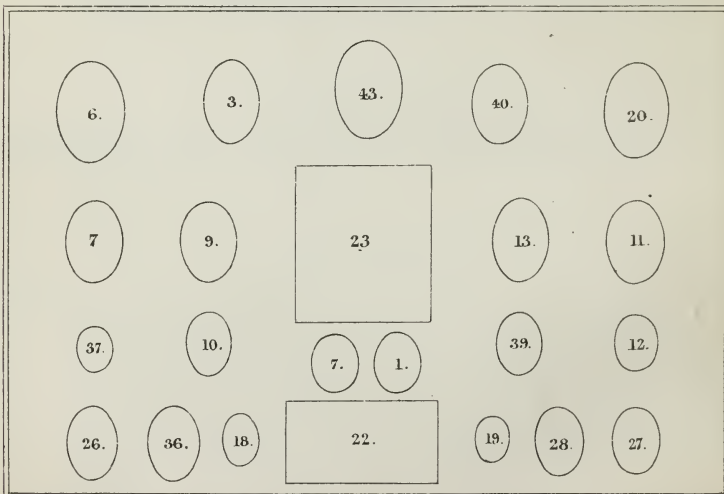 6. 3. 43. 40. 20.
7 9. 23 13. 11.
37. 10. 7. 1. 39. 12.
26. 36. 18. 22. 19. 28. 27.